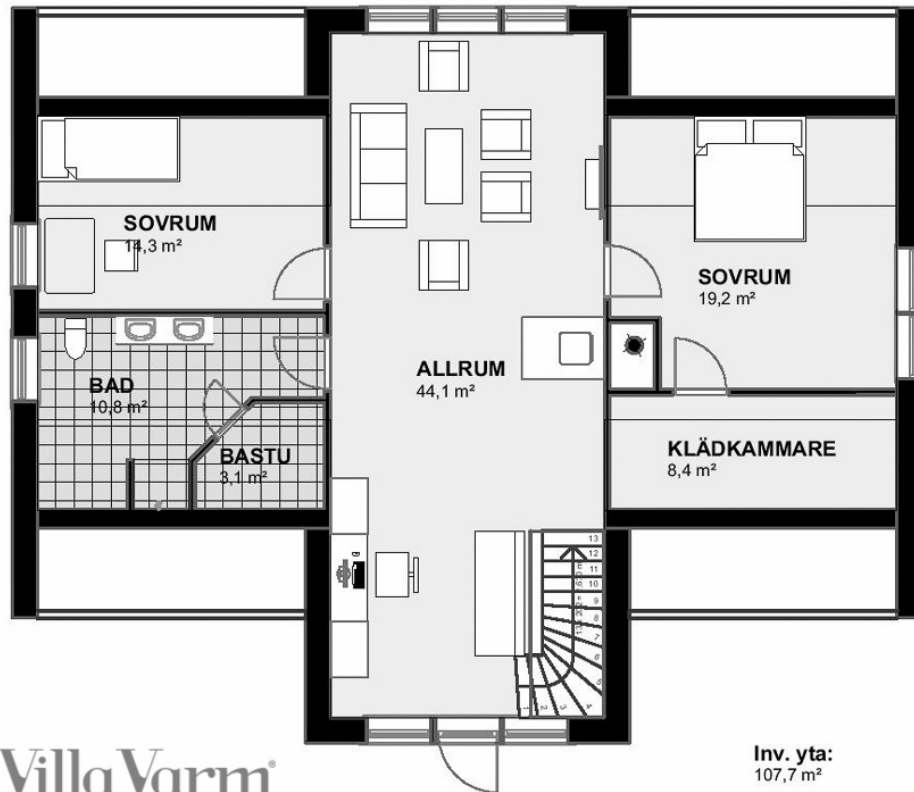 SOVRUM
14,3 m²
SOVRUM
19,2 m²
ALLRUM
44,1 m²
BAD
10,8 m²
BASTU
3,1 m²
KLÄDKAMMARE
8,4 m²
13
12
11
10
9
8
7
6
5
4
3
2
1
Villa Varm®
Inv. yta:
107,7 m²